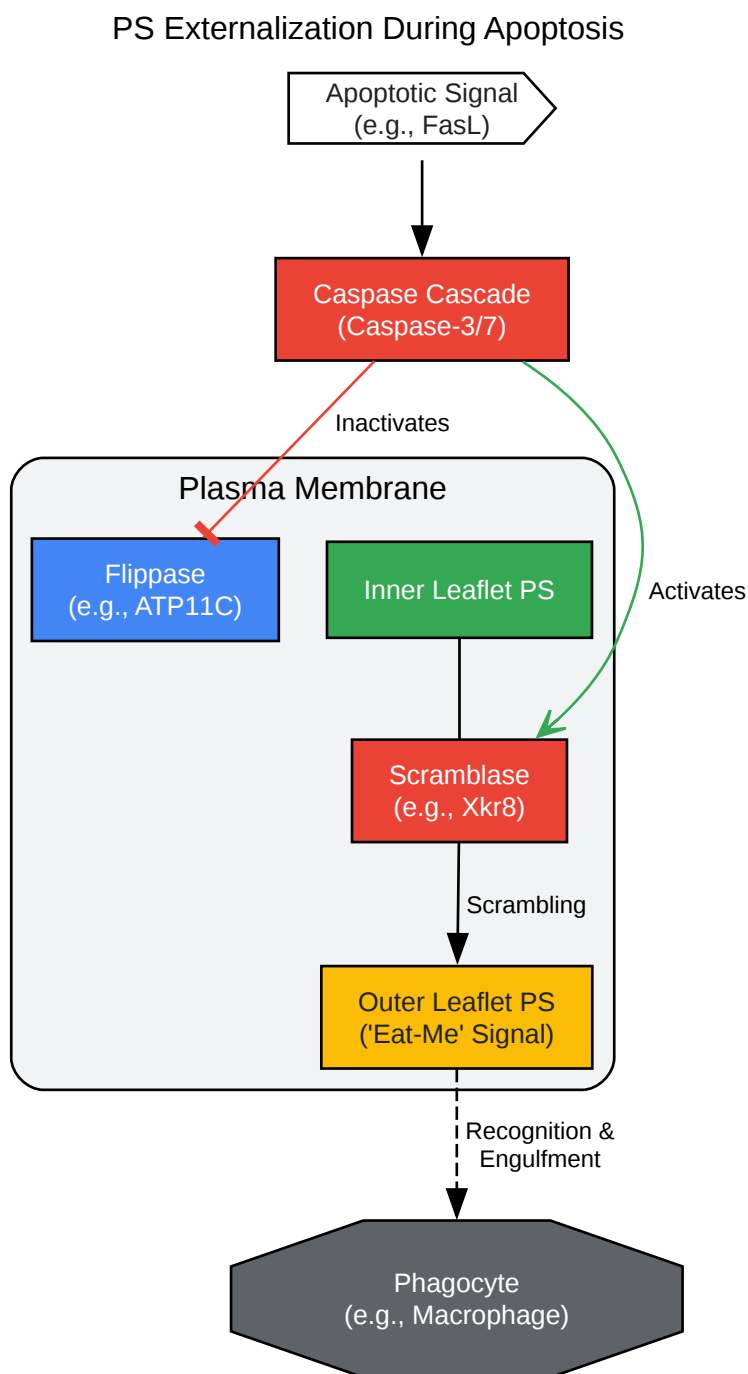 PS Externalization During Apoptosis
Apoptotic Signal
(e.g., FasL)
Caspase Cascade
(Caspase-3/7)
Inactivates
Plasma Membrane
Flippase
(e.g., ATP11C)
Inner Leaflet PS
Activates
Scramblase
(e.g., Xkr8)
Scrambling
Outer Leaflet PS
('Eat-Me' Signal)
Recognition &
Engulfment
Phagocyte
(e.g., Macrophage)